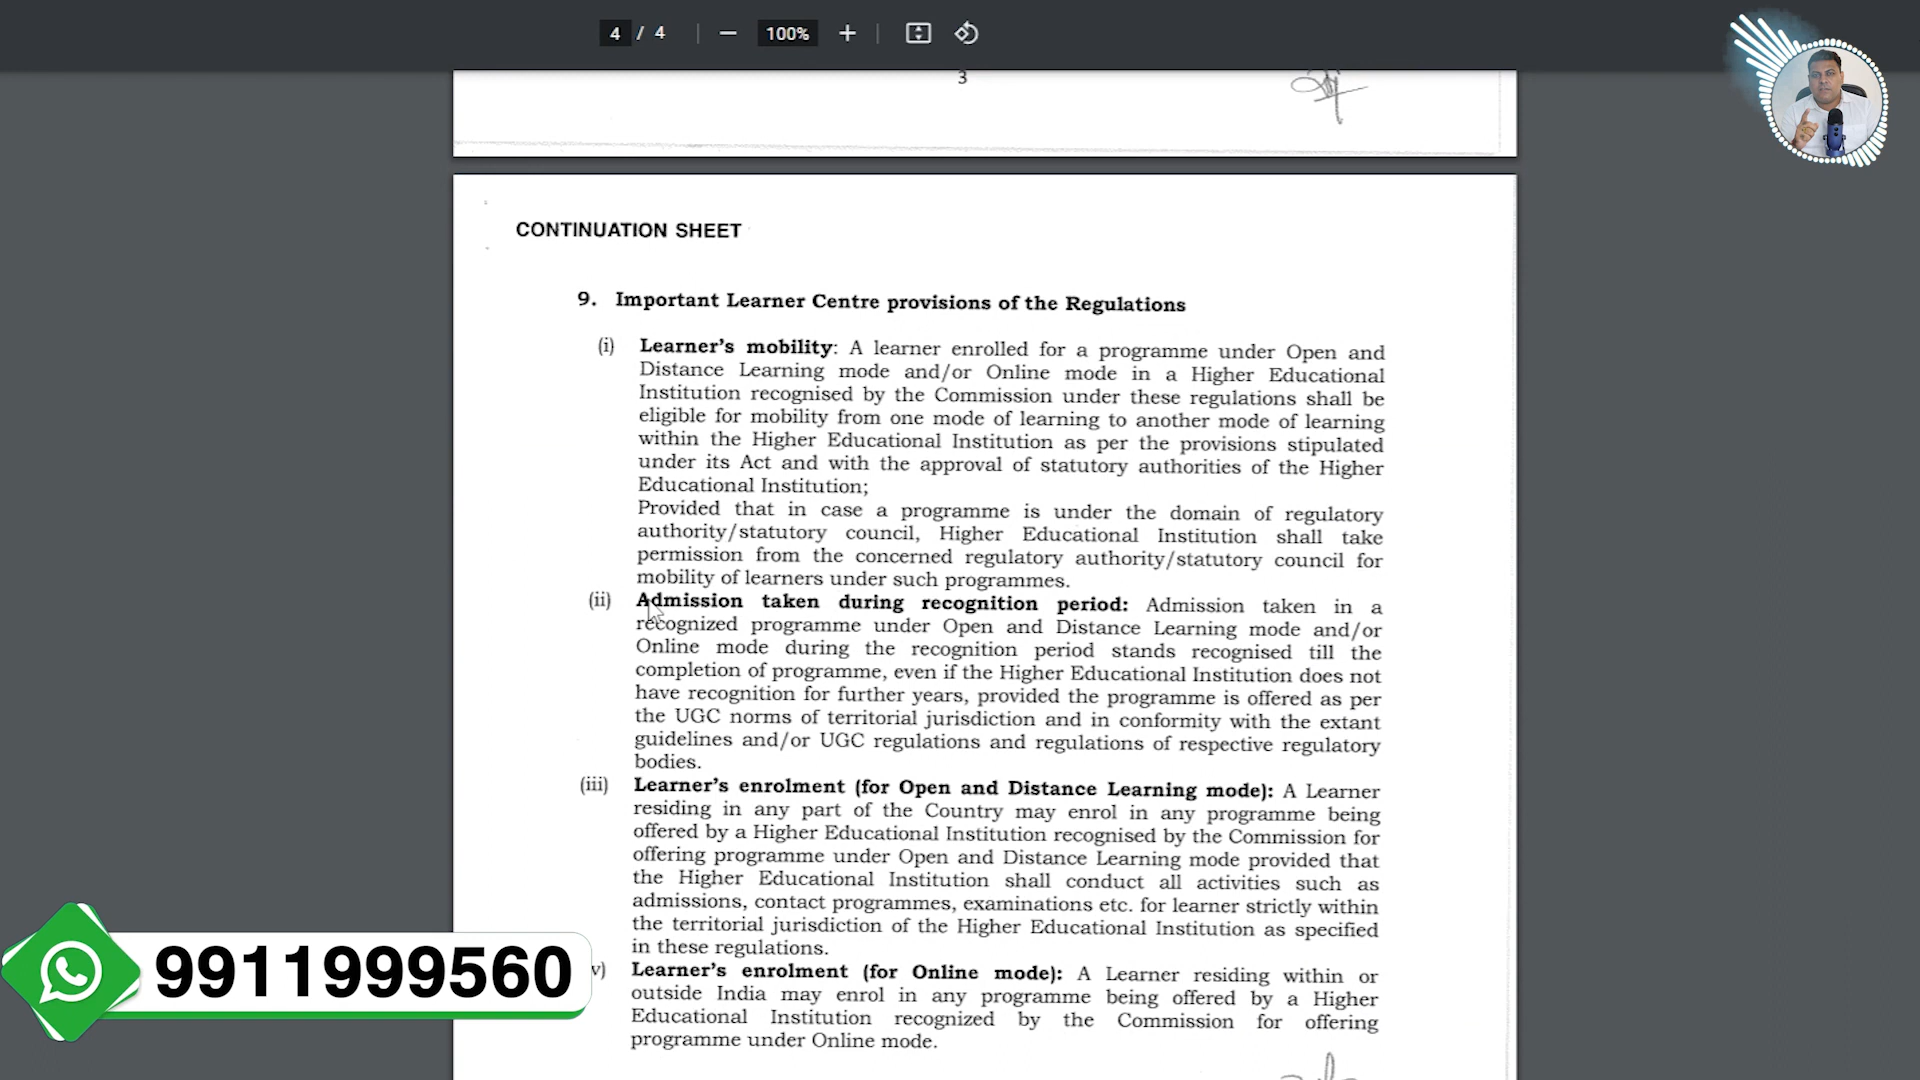 4 / 4
100%
3
CONTINUATION SHEET
9. Important Learner Centre provisions of the Regulations
(i) Learner's mobility: A learner enrolled for a programme under Open and
Distance Learning mode and/or Online mode in a Higher Educational
Institution recognised by the Commission under these regulations shall be
eligible for mobility from one mode of learning to another mode of learning
within the Higher Educational Institution as per the provisions stipulated
under its Act and with the approval of statutory authorities of the Higher
Educational Institution;
Provided that in case a programme is under the domain of regulatory
authority/statutory council, Higher Educational Institution shall take
permission from the concerned regulatory authority/statutory council for
mobility of learners under such programmes.
(ii) Admission taken during recognition period: Admission taken in a
recognized programme under Open and Distance Learning mode and/or
Online mode during the recognition period stands recognised till the
completion of programme, even if the Higher Educational Institution does not
have recognition for further years, provided the programme is offered as per
the UGC norms of territorial jurisdiction and in conformity with the extant
guidelines and/or UGC regulations and regulations of respective regulatory
bodies.
(iii) Learner's enrolment (for Open and Distance Learning mode): A Learner
residing in any part of the Country may enrol in any programme being
offered by a Higher Educational Institution recognised by the Commission for
offering programme under Open and Distance Learning mode provided that
the Higher Educational Institution shall conduct all activities such as
admissions, contact programmes, examinations etc. for learner strictly within
the territorial jurisdiction of the Higher Educational Institution as specified
in these regulations.
v) Learner's enrolment (for Online mode): A Learner residing within or
outside India may enrol in any programme being offered by a Higher
Educational Institution recognized by the Commission for offering
programme under Online mode.
9911999560